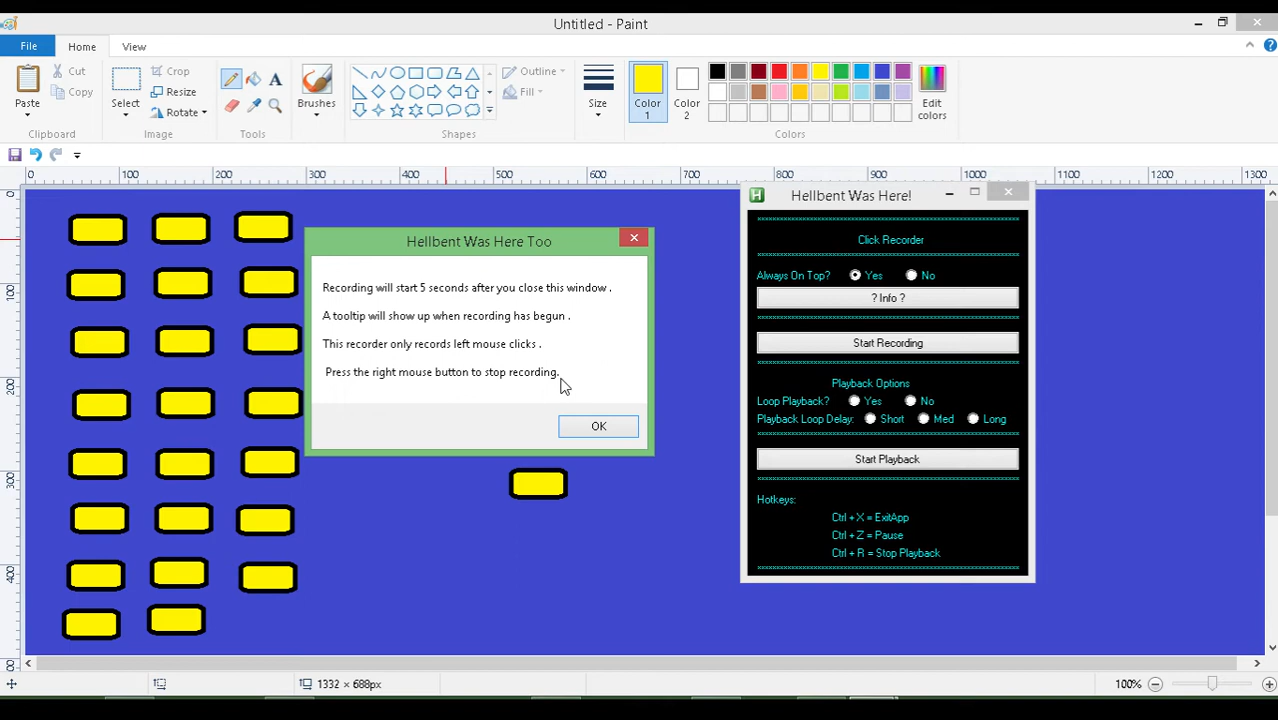 Untitled - Paint
File
Home
View
Paste
Cut
Copy
Clipboard
Select
Crop
Resize
Rotate
Image
A
Tools
Brushes
Outline
Fill
Shapes
Size
Color 1
Color 2
Edit colors
Colors
0 100 200 300 400 500 600 700 800 900 1000 1100 1200 1300
0
100
200
300
400
Hellbent Was Here Too
Recording will start 5 seconds after you close this window .
A tooltip will show up when recording has begun .
This recorder only records left mouse clicks .
Press the right mouse button to stop recording.
OK
H
Hellbent Was Here!
Click Recorder
Always On Top? Yes No
? Info ?
Start Recording
Playback Options
Loop Playback? Yes No
Playback Loop Delay: Short Med Long
Start Playback
Hotkeys:
Ctrl + X = ExitApp
Ctrl + Z = Pause
Ctrl + R = Stop Playback
1332 × 688px
100%